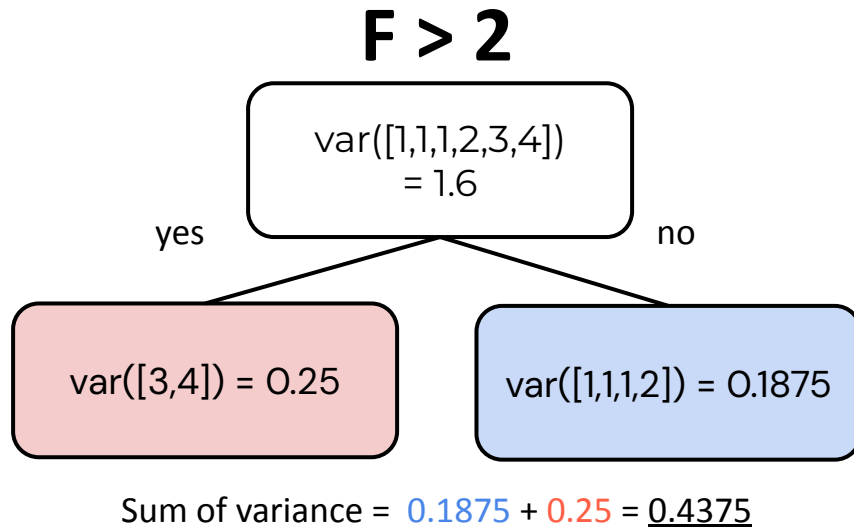 F > 2
var([1,1,1,2,3,4])
= 1.6
yes
no
var([3,4]) = 0.25
var([1,1,1,2]) = 0.1875
Sum of variance = 0.1875 + 0.25 = 0.4375